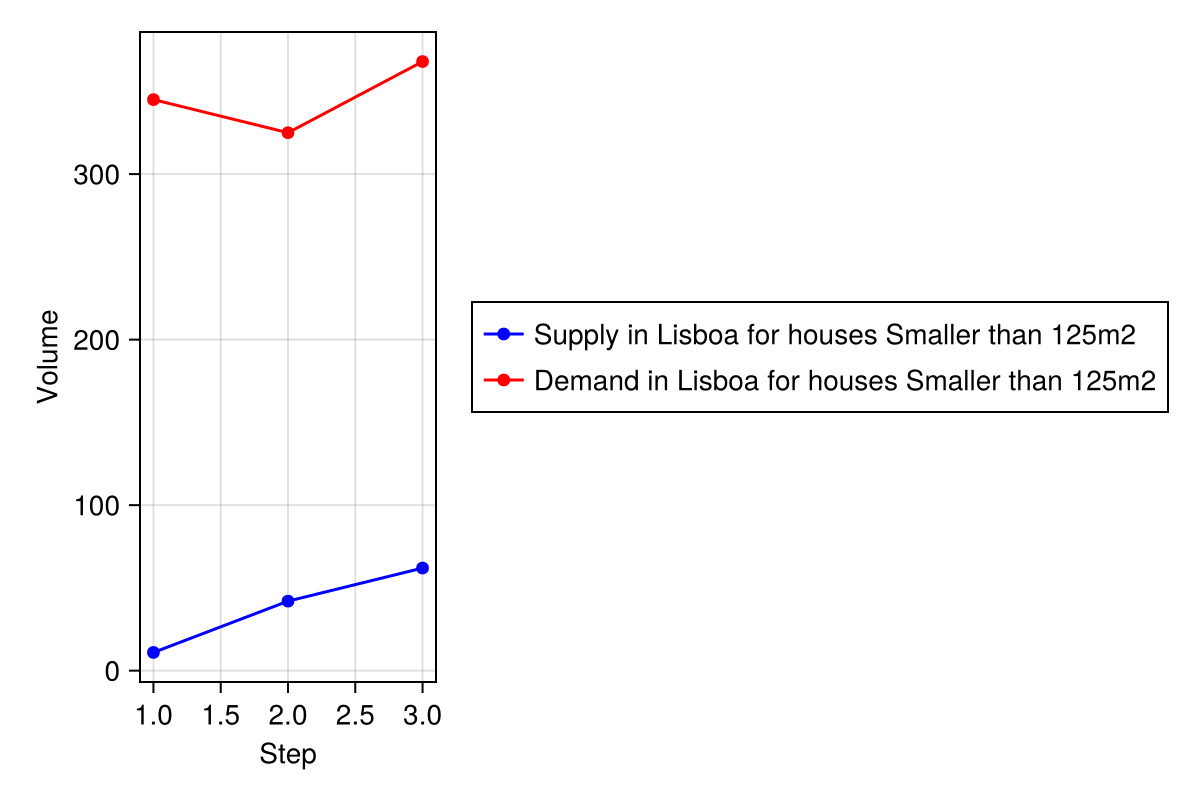 300
200
100
0
Volume
1.0 1.5 2.0 2.5 3.0
Step
Supply in Lisboa for houses Smaller than 125m2
Demand in Lisboa for houses Smaller than 125m2